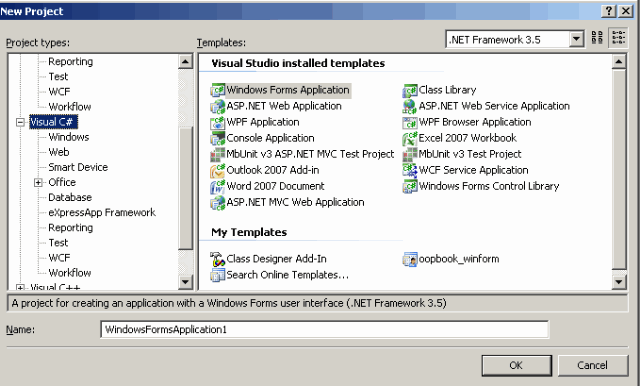 New Project
Project types:
Templates:
.NET Framework 3.5
Reporting
Test
WCF
Workflow
Visual C#
Windows
Web
Smart Device
Office
Database
eXpressApp Framework
Reporting
Test
WCF
Workflow
Visual C++
Visual Studio installed templates
Windows Forms Application
Class Library
ASP.NET Web Application
ASP.NET Web Service Application
WPF Application
WPF Browser Application
Console Application
Excel 2007 Workbook
MbUnit v3 ASP.NET MVC Test Project
MbUnit v3 Test Project
Outlook 2007 Add-in
WCF Service Application
Word 2007 Document
Windows Forms Control Library
ASP.NET MVC Web Application
My Templates
Class Designer Add-In
oopbook_winform
Search Online Templates...
A project for creating an application with a Windows Forms user interface (.NET Framework 3.5)
Name:
WindowsFormsApplication1
OK
Cancel